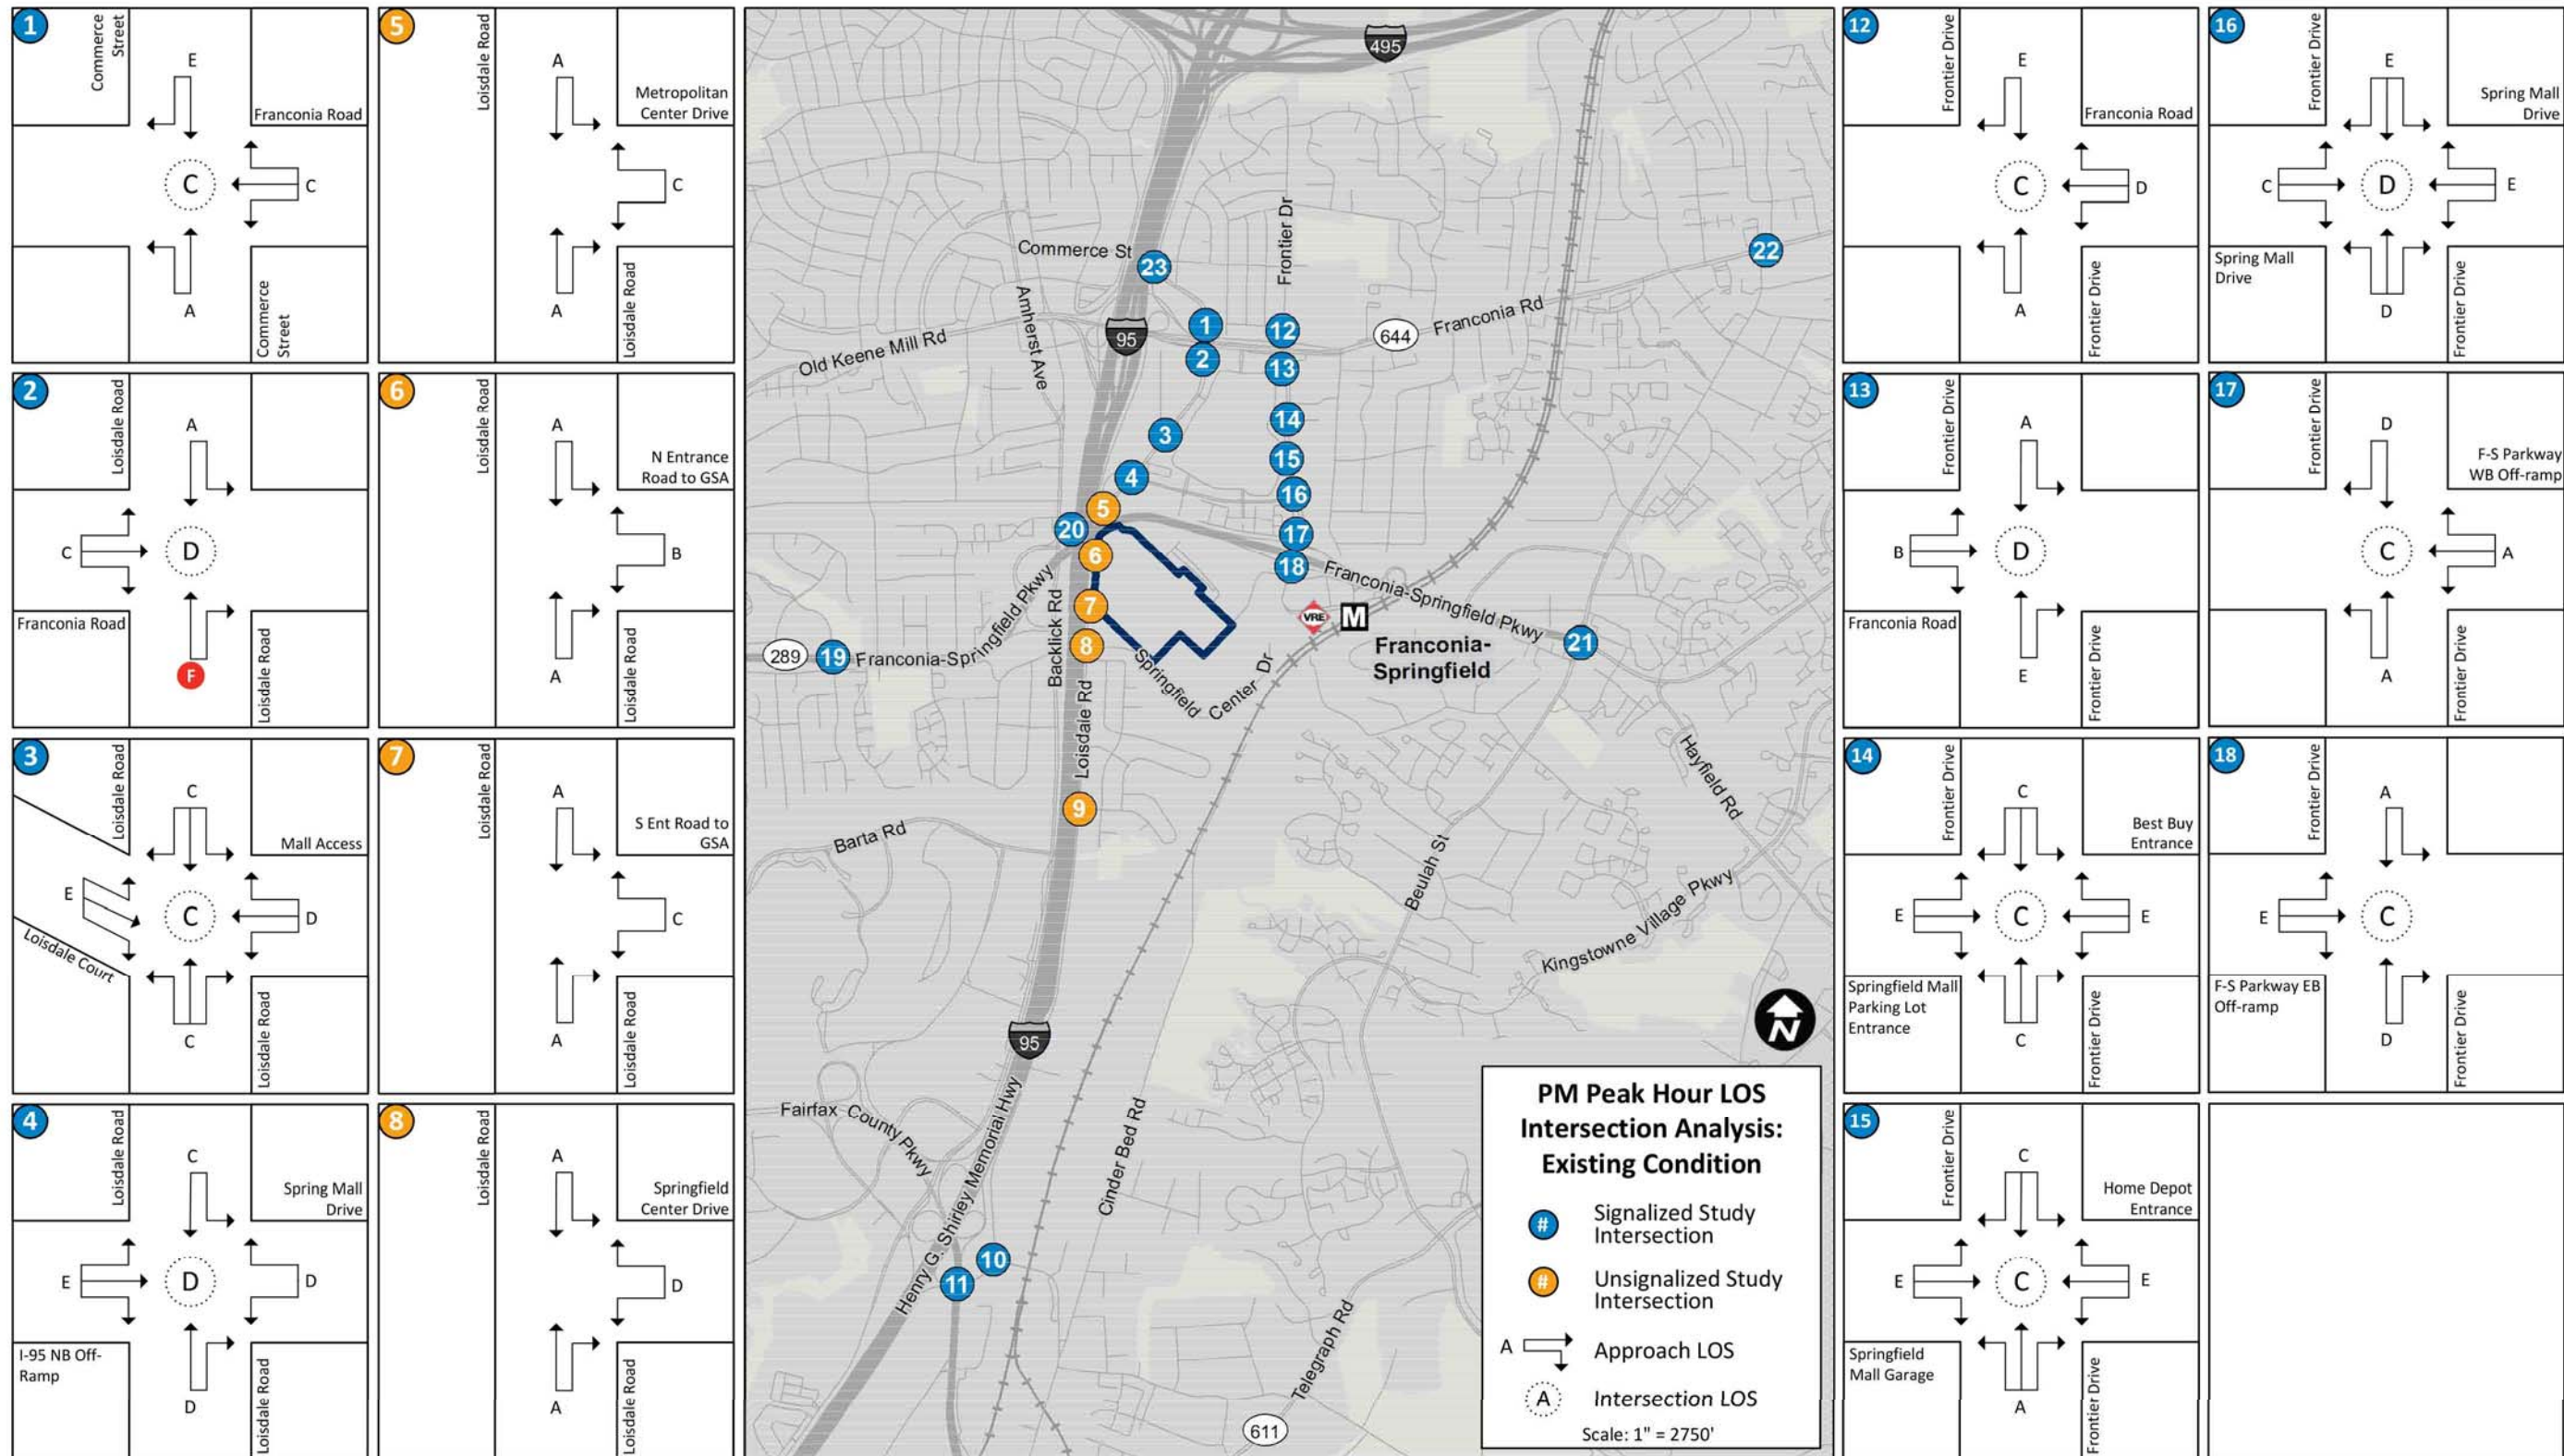 1
Commerce
Street
E
Franconia Road
C
C
A
Commerce
Street
2
Loisdale Road
A
C
D
Franconia Road
F
Loisdale Road
3
Loisdale Road
C
Mall Access
E
C
D
Loisdale Court
C
Loisdale Road
4
Loisdale Road
C
Spring Mall
Drive
E
D
D
I-95 NB Off-
Ramp
D
Loisdale Road
5
Loisdale Road
A
Metropolitan
Center Drive
C
A
Loisdale Road
6
Loisdale Road
A
N Entrance
Road to GSA
B
A
Loisdale Road
7
Loisdale Road
A
S Ent Road to
GSA
C
A
Loisdale Road
8
Loisdale Road
A
Springfield
Center Drive
D
A
Loisdale Road
495
Frontier Dr
Commerce St
23
22
Amherst Ave
1
12
95
644
Franconia Rd
Old Keene Mill Rd
2
13
14
3
15
4
16
5
20
17
6
18
Franconia-Springfield Pkwy
Franconia-Springfield Pkwy
Backlick Rd
7
VRE
M
8
Franconia-
Springfield
21
289
19
Springfield Center Dr
Loisdale Rd
Hayfield Rd
9
Barta Rd
Beulah St
Kingstowne Village Pkwy
95
N
Fairfax County Pkwy
Henry G. Shirley Memorial Hwy
Cinder Bed Rd
10
11
Telegraph Rd
611
PM Peak Hour LOS
Intersection Analysis:
Existing Condition
# Signalized Study
Intersection
# Unsignalized Study
Intersection
A Approach LOS
A Intersection LOS
Scale: 1" = 2750'
12
Frontier Drive
E
Franconia Road
C
D
A
Frontier Drive
13
Frontier Drive
A
B
D
Franconia Road
E
Frontier Drive
14
Frontier Drive
C
Best Buy
Entrance
E
C
E
Springfield Mall
Parking Lot
Entrance
C
Frontier Drive
15
Frontier Drive
C
Home Depot
Entrance
E
C
E
Springfield
Mall Garage
A
Frontier Drive
16
Frontier Drive
E
Spring Mall
Drive
C
D
E
Spring Mall
Drive
D
Frontier Drive
17
Frontier Drive
D
F-S Parkway
WB Off-ramp
C
A
A
Frontier Drive
18
Frontier Drive
A
E
C
F-S Parkway EB
Off-ramp
D
Frontier Drive